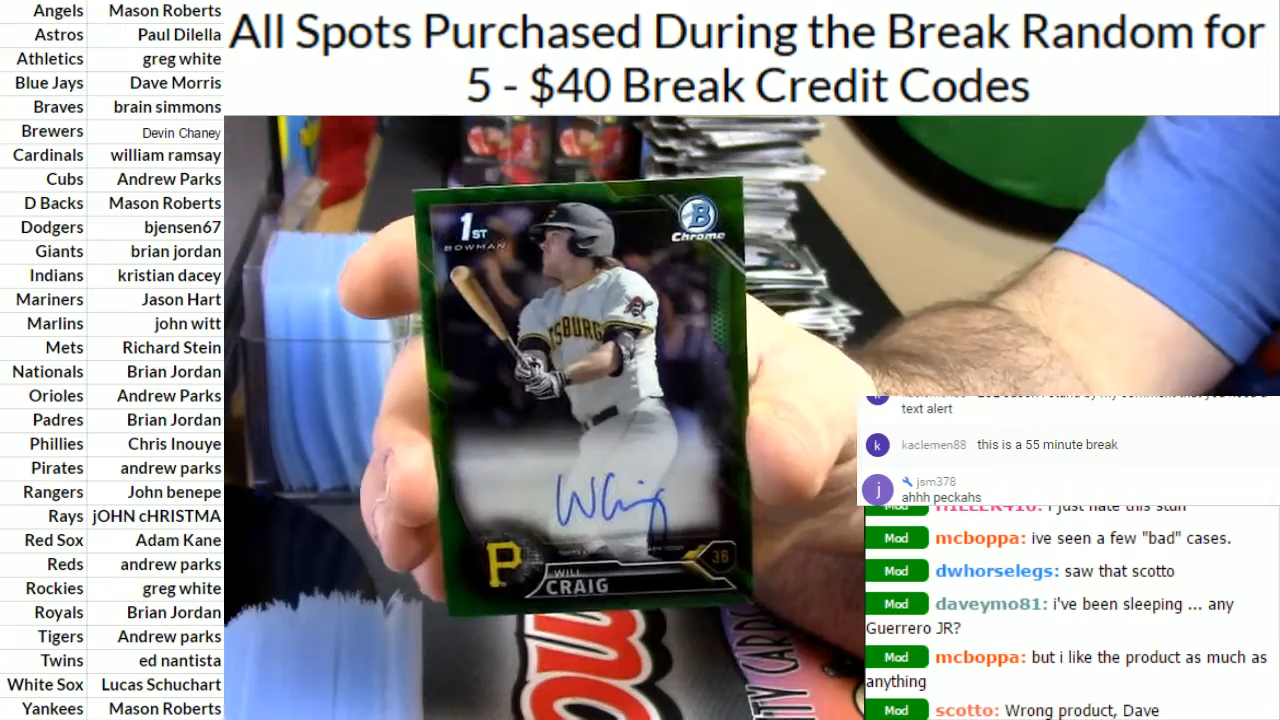 Angels Mason Roberts
Astros Paul Dilella
Athletics greg white
Blue Jays Dave Morris
Braves brain simmons
Brewers Devin Chaney
Cardinals william ramsay
Cubs Andrew Parks
D Backs Mason Roberts
Dodgers bjensen67
Giants brian jordan
Indians kristian dacey
Mariners Jason Hart
Marlins john witt
Mets Richard Stein
Nationals Brian Jordan
Orioles Andrew Parks
Padres Brian Jordan
Phillies Chris Inouye
Pirates andrew parks
Rangers John benepe
Rays jOHN cHRISTMA
Red Sox Adam Kane
Reds andrew parks
Rockies greg white
Royals Brian Jordan
Tigers Andrew parks
Twins ed nantista
White Sox Lucas Schuchart
Yankees Mason Roberts
All Spots Purchased During the Break Random for
5 - $40 Break Credit Codes
1ST
BOWMAN
B
Chrome
TSBURG
P
36
WILL
CRAIG
text alert
k kaclemen88 this is a 55 minute break
j jsm378
ahhh peckahs
i just hate this stuff
Mod mcboppa: ive seen a few "bad" cases.
Mod dwhorselegs: saw that scotto
Mod daveymo81: i've been sleeping ... any
Guerrero JR?
Mod mcboppa: but i like the product as much as
anything
Mod scotto: Wrong product, Dave